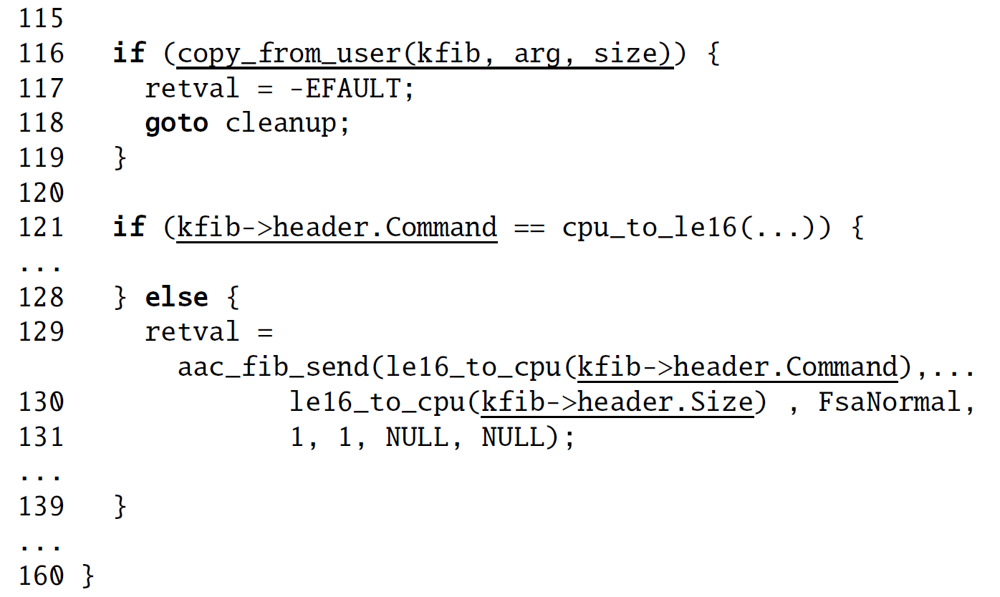 115
116 if (copy_from_user(kfib, arg, size)) {
117 retval = -EFAULT;
118 goto cleanup;
119 }
120
121 if (kfib->header.Command == cpu_to_le16(...)) {
...
128 } else {
129 retval =
aac_fib_send(le16_to_cpu(kfib->header.Command),...
130 le16_to_cpu(kfib->header.Size) , FsaNormal,
131 1, 1, NULL, NULL);
...
139 }
...
160 }